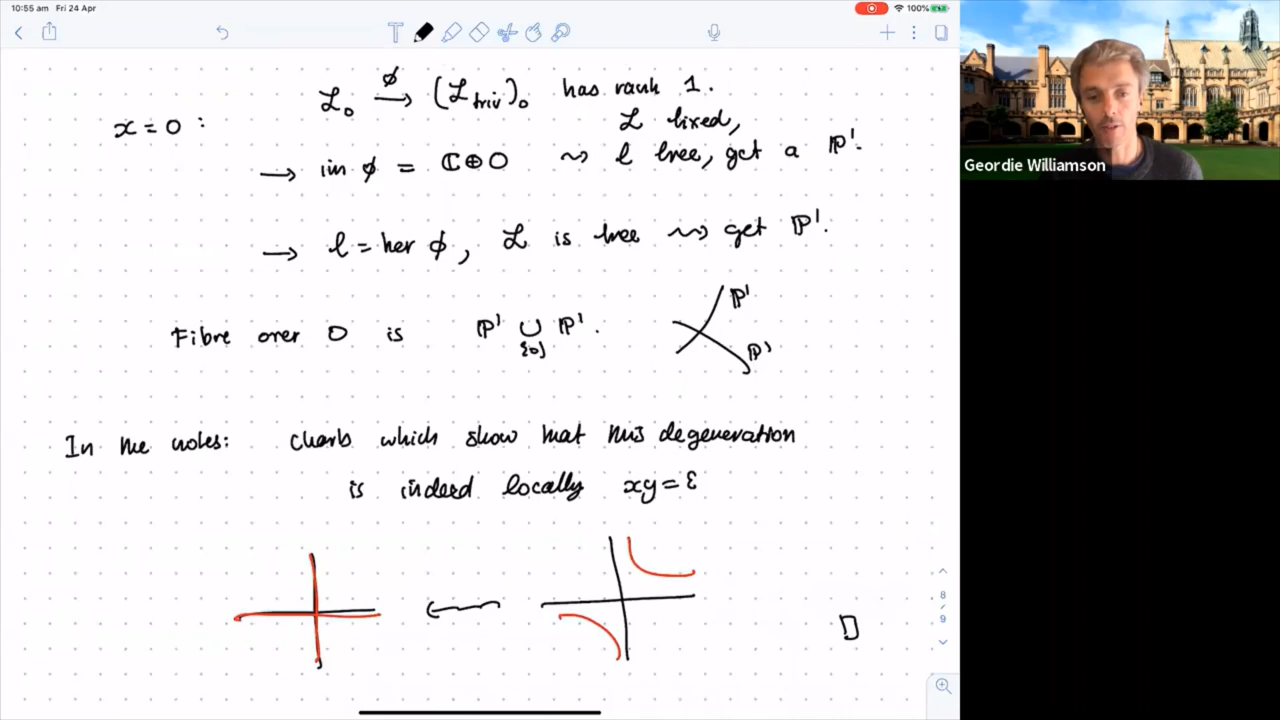 10:55 am Fri 24 Apr
100%
x = 0 :
ℒ₀ →^ϕ (ℒ_triv)₀ has rank 1.
ℒ fixed,
→ im ϕ = ℂ⊕0 ⇝ l free, get a ℙ¹.
→ l = ker ϕ, ℒ is free ⇝ get ℙ¹.
Fibre over 0 is ℙ¹ ∪_{0} ℙ¹.
ℙ¹
ℙ¹
In the notes: charts which show that this degeneration
is indeed locally xy = ε
8
/
9
Geordie Williamson